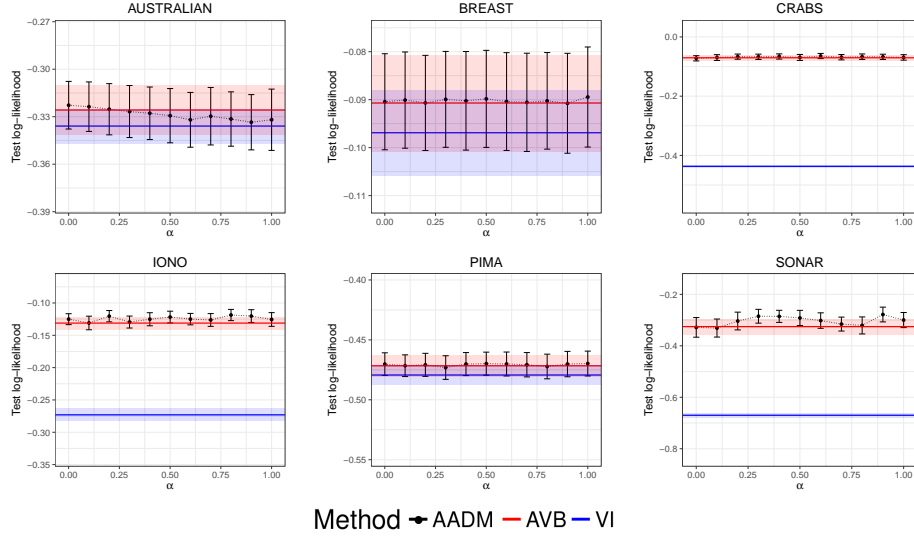 AUSTRALIAN
Test log-likelihood
−0.27
−0.30
−0.33
−0.36
−0.39
0.00 0.25 0.50 0.75 1.00
α
BREAST
Test log-likelihood
−0.08
−0.09
−0.10
−0.11
0.00 0.25 0.50 0.75 1.00
α
CRABS
Test log-likelihood
0.0
−0.2
−0.4
0.00 0.25 0.50 0.75 1.00
α
IONO
Test log-likelihood
−0.10
−0.15
−0.20
−0.25
−0.30
−0.35
0.00 0.25 0.50 0.75 1.00
α
PIMA
Test log-likelihood
−0.40
−0.45
−0.50
−0.55
0.00 0.25 0.50 0.75 1.00
α
SONAR
Test log-likelihood
−0.2
−0.4
−0.6
−0.8
0.00 0.25 0.50 0.75 1.00
α
Method AADM AVB VI